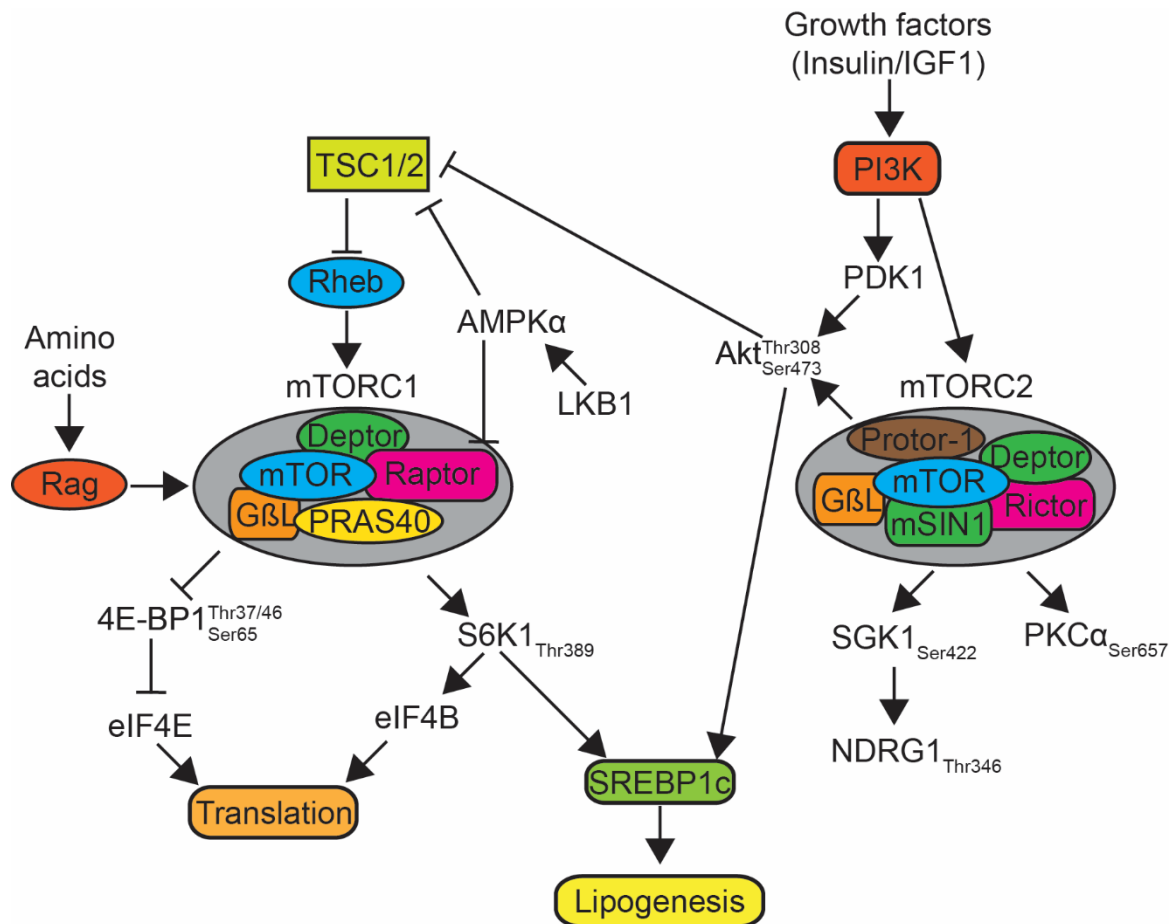 Growth factors
(Insulin/IGF1)
TSC1/2
PI3K
Rheb
PDK1
Amino
acids
AMPKα
Akt Thr308
Ser473
mTORC1
LKB1
mTORC2
Deptor
Protor-1
Deptor
Rag
mTOR
Raptor
GßL
mTOR
Rictor
GßL
PRAS40
mSIN1
4E-BP1 Thr37/46
Ser65
S6K1 Thr389
SGK1 Ser422
PKCα Ser657
eIF4E
eIF4B
NDRG1 Thr346
SREBP1c
Translation
Lipogenesis